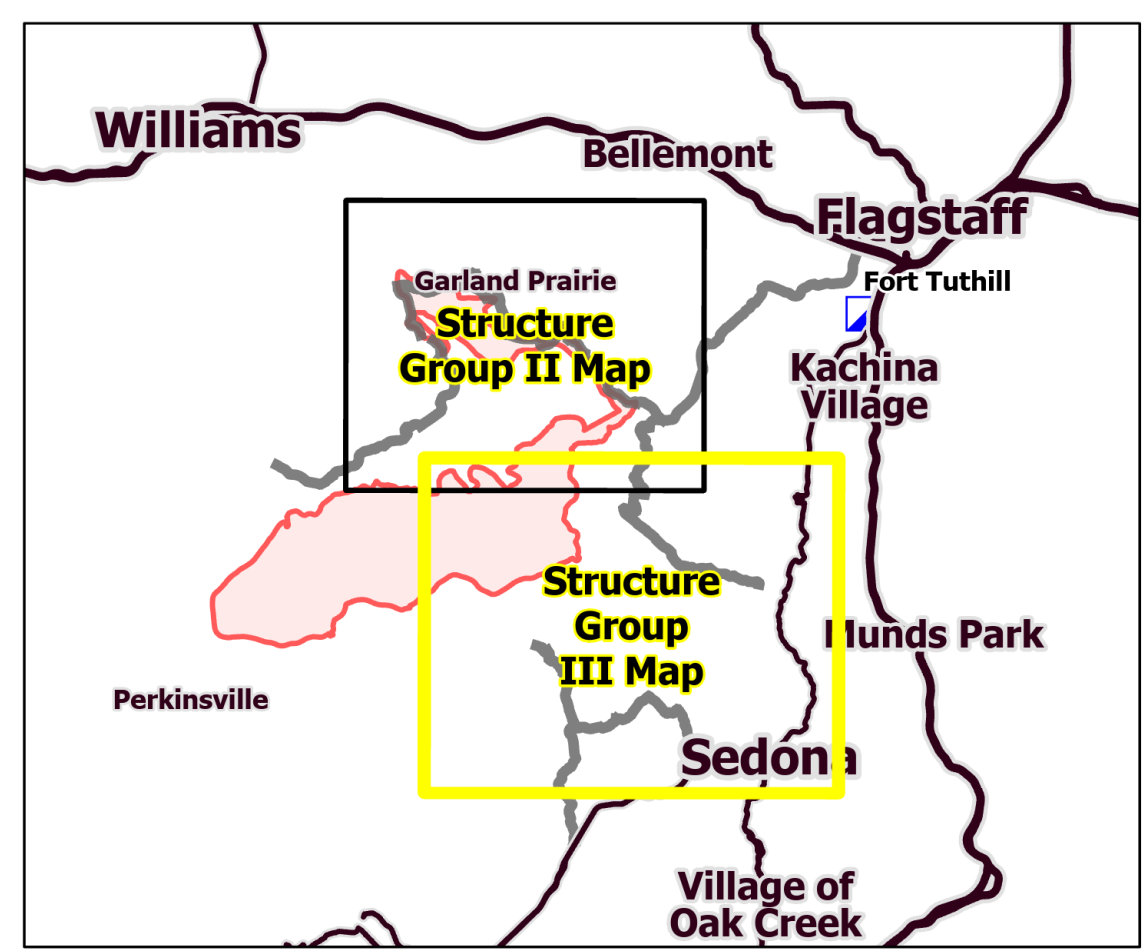 Williams
Bellemont
Flagstaff
Garland Prairie
Fort Tuthill
Structure
Group II Map
Kachina
Village
Structure
Group
III Map
Munds Park
Perkinsville
Sedona
Village of
Oak Creek